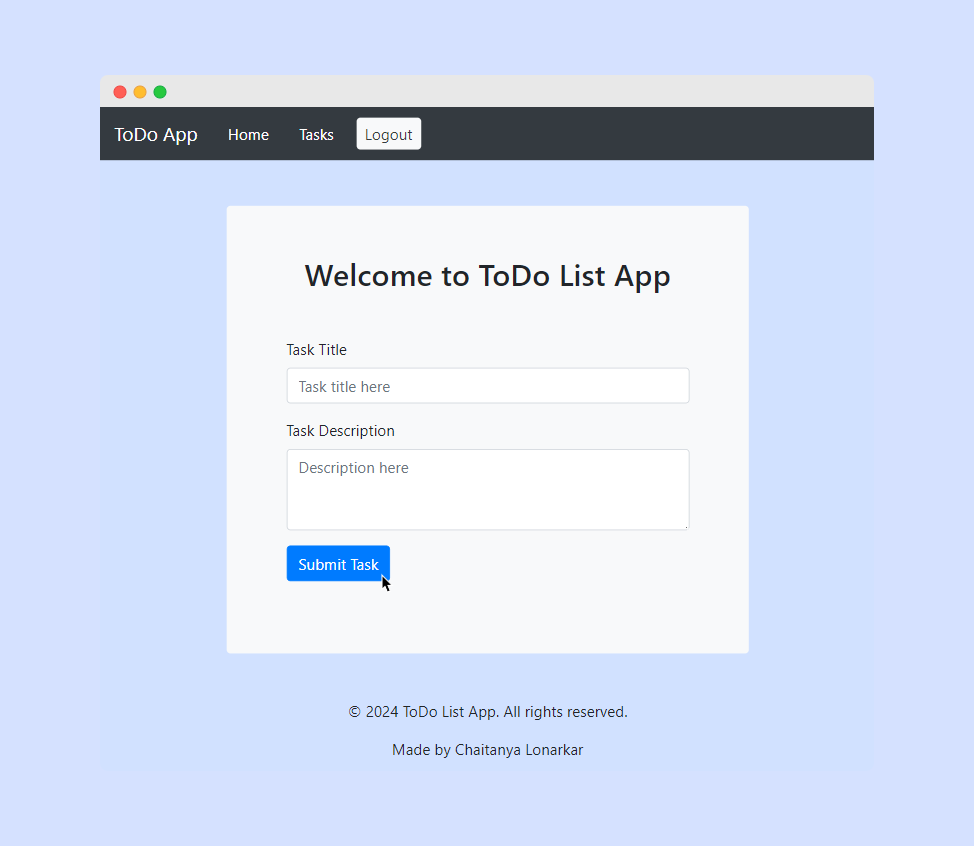 ToDo App Home Tasks Logout
Welcome to ToDo List App
Task Title
Task title here
Task Description
Description here
Submit Task
© 2024 ToDo List App. All rights reserved.
Made by Chaitanya Lonarkar